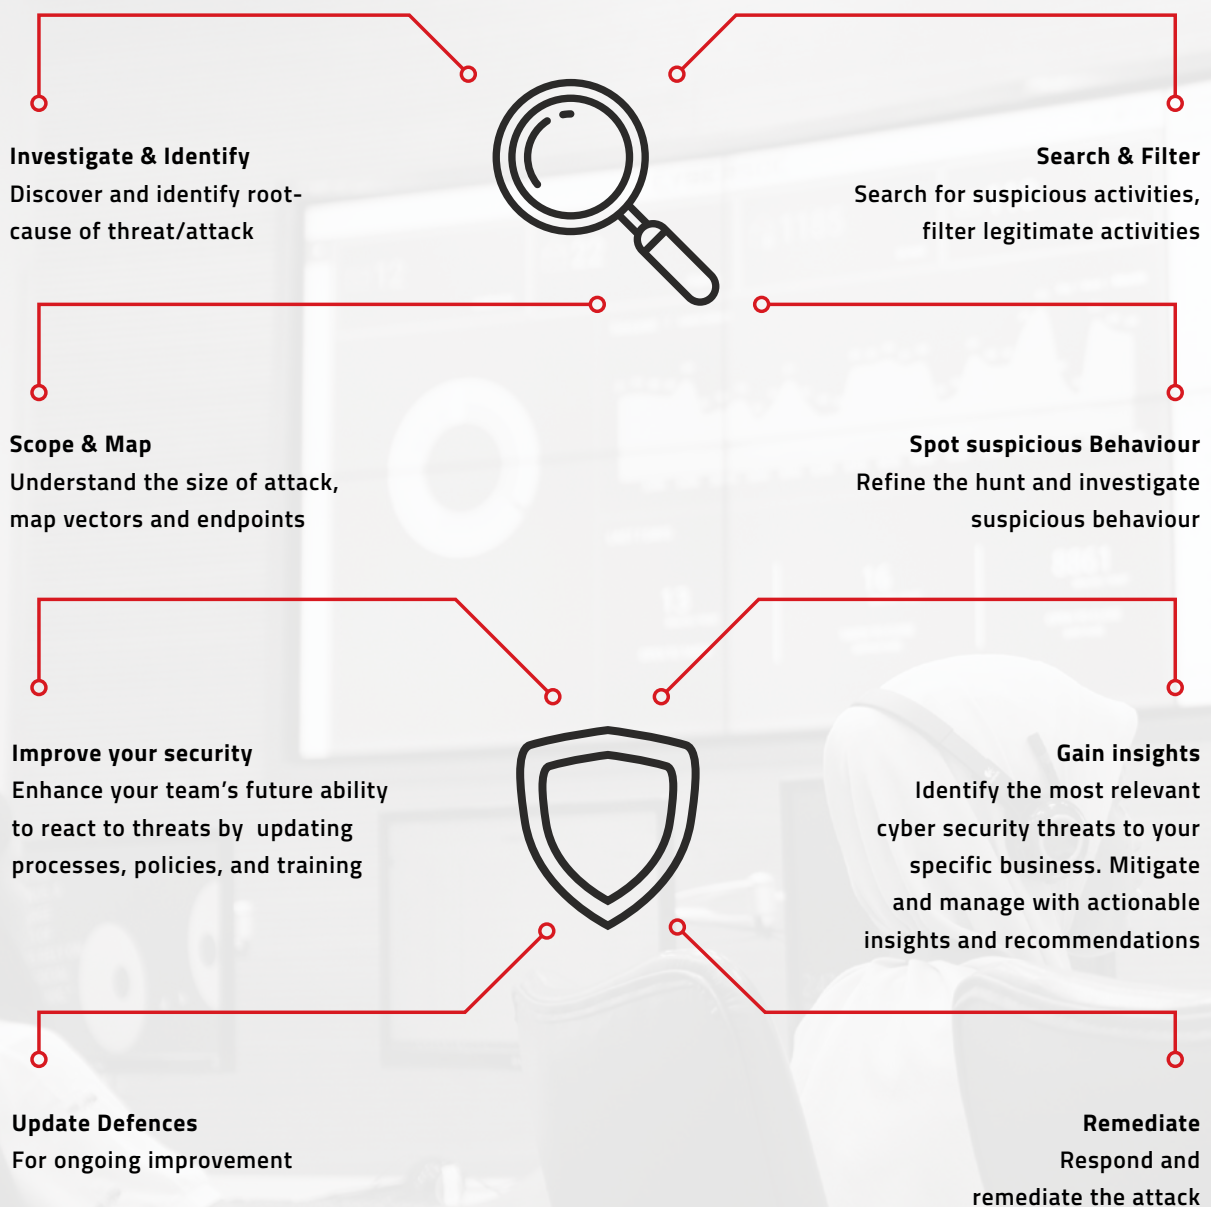 Investigate & Identify
Discover and identify root-
cause of threat/attack
Search & Filter
Search for suspicious activities,
filter legitimate activities
Scope & Map
Understand the size of attack,
map vectors and endpoints
Spot suspicious Behaviour
Refine the hunt and investigate
suspicious behaviour
Improve your security
Enhance your team’s future ability
to react to threats by  updating
processes, policies, and training
Gain insights
Identify the most relevant
cyber security threats to your
specific business. Mitigate
and manage with actionable
insights and recommendations
Update Defences
For ongoing improvement
Remediate
Respond and
remediate the attack